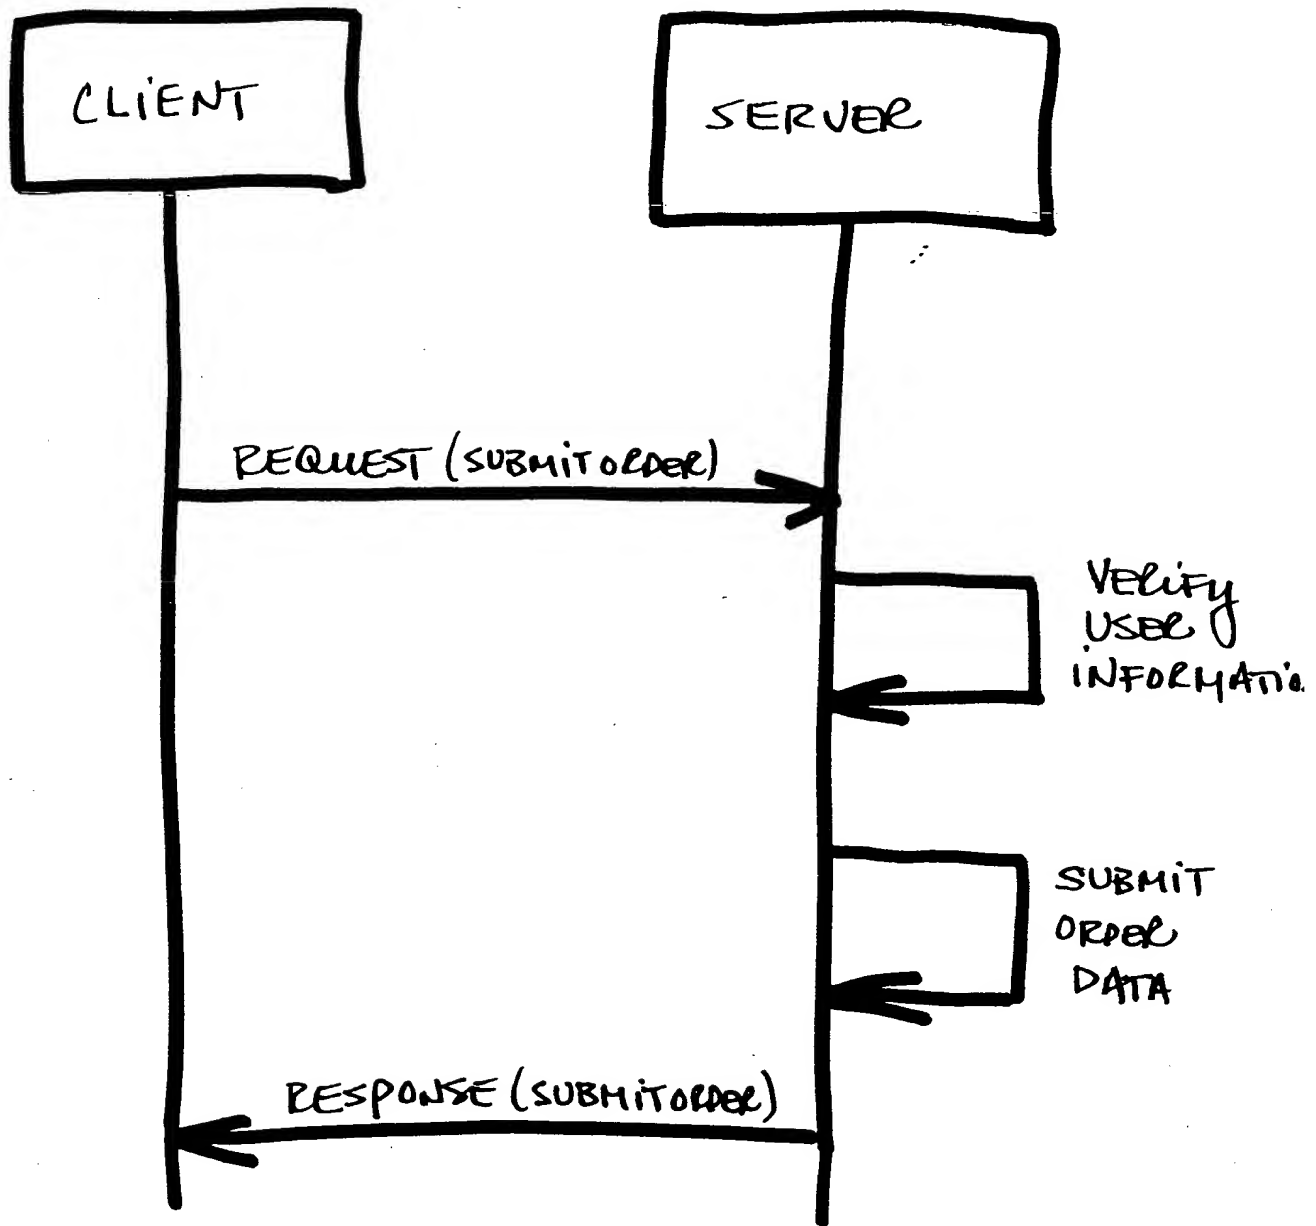 CLIENT
SERVER
REQUEST (SUBMITORDER)
VERIFY
USER
INFORMATIO
SUBMIT
ORDER
DATA
RESPONSE (SUBMITORDER)